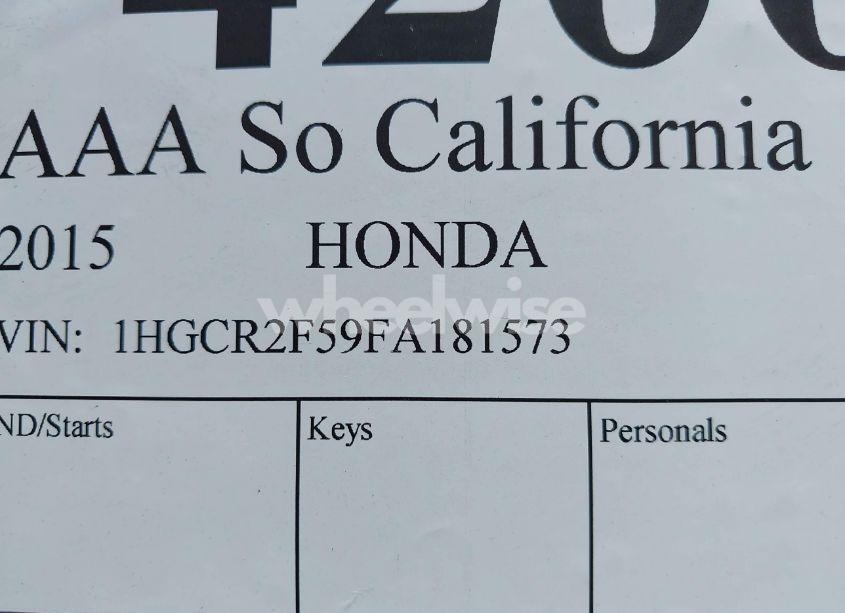 AAA So California
2015 HONDA
wheelwise
VIN: 1HGCR2F59FA181573
ND/Starts Keys Personals